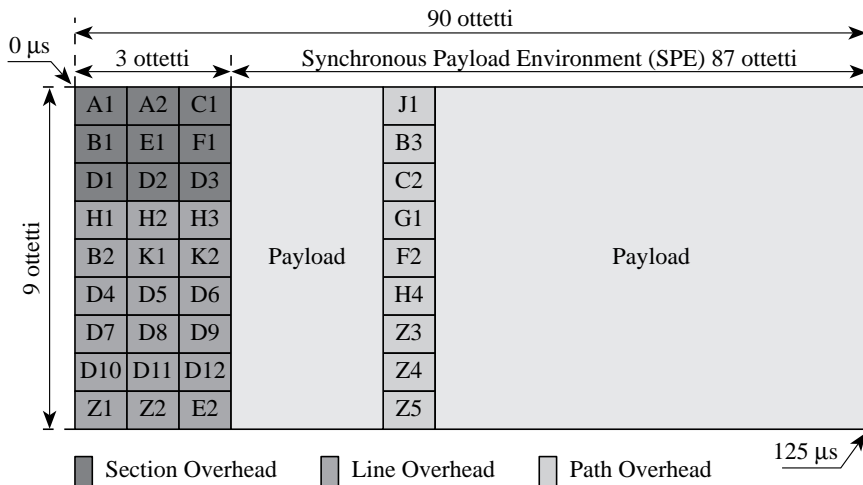 90 ottetti
0 μs
3 ottetti
Synchronous Payload Environment (SPE) 87 ottetti
9 ottetti
A1 A2 C1 J1
B1 E1 F1 B3
D1 D2 D3 C2
H1 H2 H3 G1
B2 K1 K2 Payload F2 Payload
D4 D5 D6 H4
D7 D8 D9 Z3
D10 D11 D12 Z4
Z1 Z2 E2 Z5
125 μs
Section Overhead Line Overhead Path Overhead